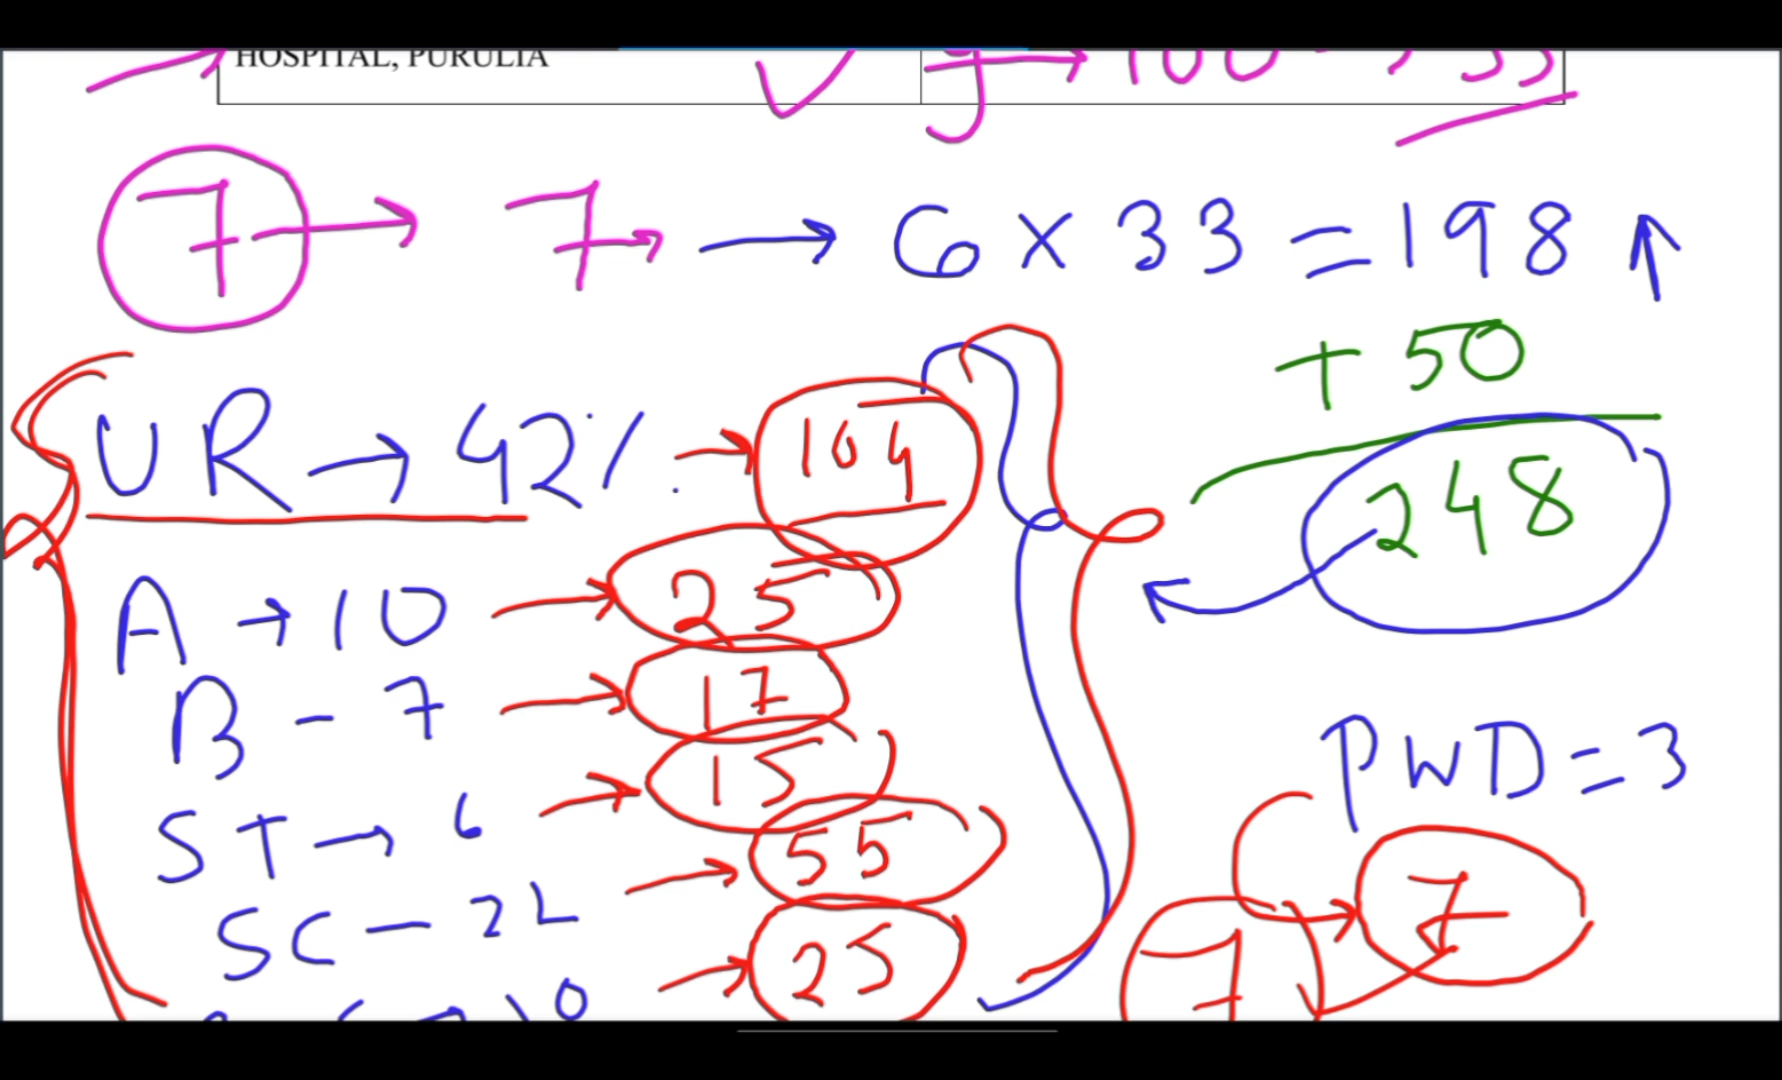 HOSPITAL, PURULIA
7 → 7 → 6 × 33 = 198 ↑
+ 50
248
UR → 42% → 104
A → 10 → 25
B - 7 → 17
ST → 6 → 15
SC - 22 → 55
→ 10 → 25
PWD = 3
7
7